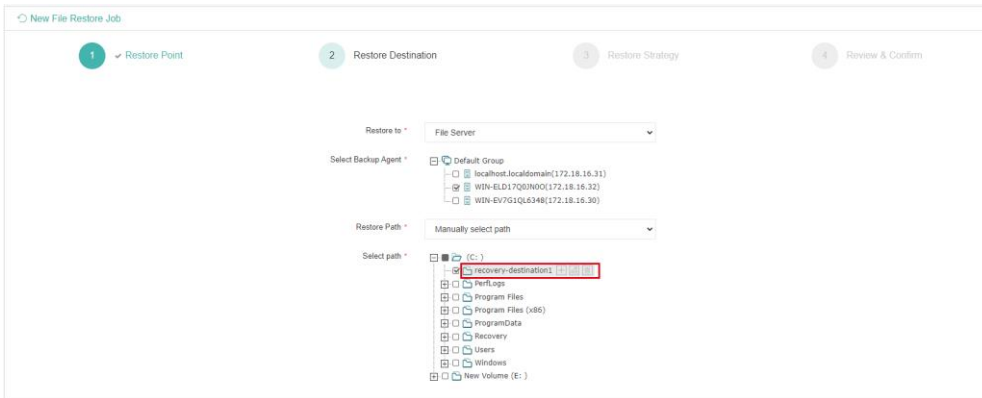 New File Restore Job
1 Restore Point 2 Restore Destination 3 Restore Strategy 4 Review & Confirm
Restore to * File Server
Select Backup Agent * Default Group
localhost.localdomain(172.18.16.31)
WIN-ELD17Q0JN0O(172.18.16.32)
WIN-EV7G1QL6348(172.18.16.30)
Restore Path * Manually select path
Select path * (C: )
recovery-destination1
PerfLogs
Program Files
Program Files (x86)
ProgramData
Recovery
Users
Windows
New Volume (E: )